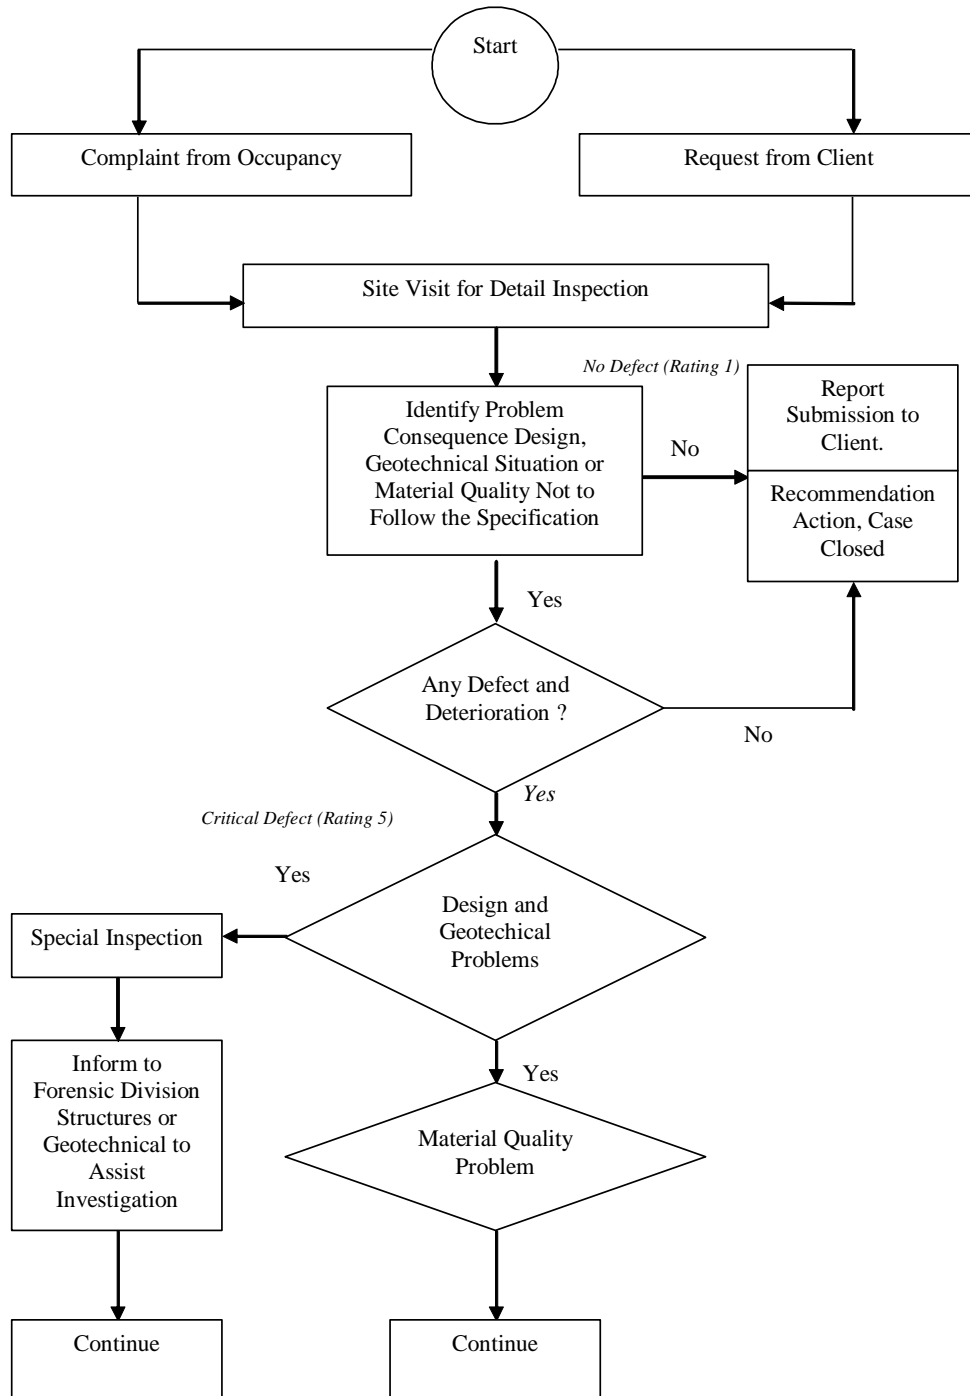 Start
Complaint from Occupancy
Request from Client
Site Visit for Detail Inspection
No Defect (Rating 1)
Identify Problem
Consequence Design,
Geotechnical Situation or
Material Quality Not to
Follow the Specification
No
Report
Submission to
Client.
Recommendation
Action, Case
Closed
Yes
Any Defect and
Deterioration ?
No
Yes
Critical Defect (Rating 5)
Yes
Design and
Geotechical
Problems
Special Inspection
Inform to
Forensic Division
Structures or
Geotechnical to
Assist
Investigation
Yes
Material Quality
Problem
Continue
Continue